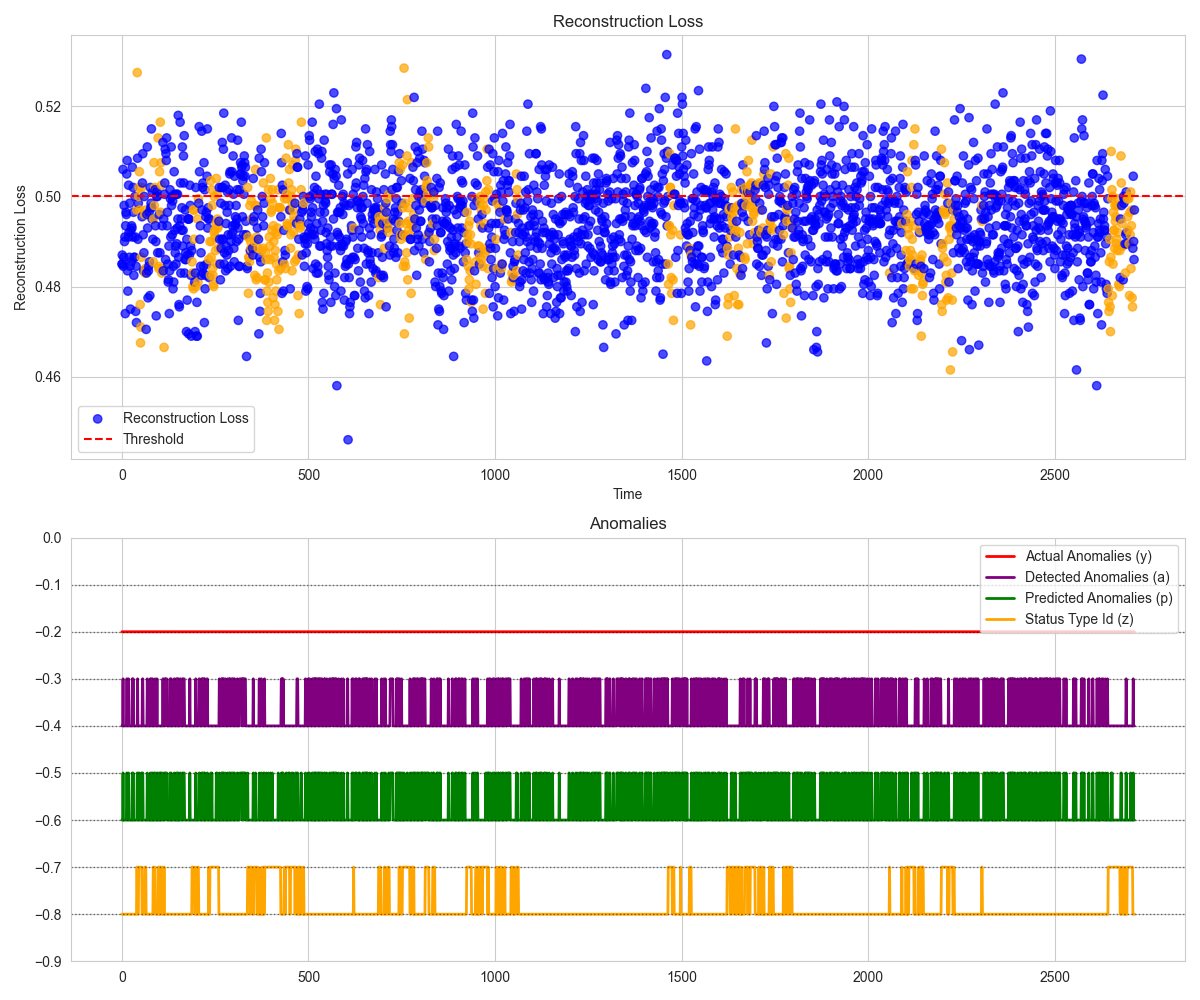 Reconstruction Loss
Reconstruction Loss
0.52
0.50
0.48
0.46
Reconstruction Loss
Threshold
0
500
1000
1500
2000
2500
Time
Anomalies
0.0
−0.1
−0.2
−0.3
−0.4
−0.5
−0.6
−0.7
−0.8
−0.9
Actual Anomalies (y)
Detected Anomalies (a)
Predicted Anomalies (p)
Status Type Id (z)
0
500
1000
1500
2000
2500